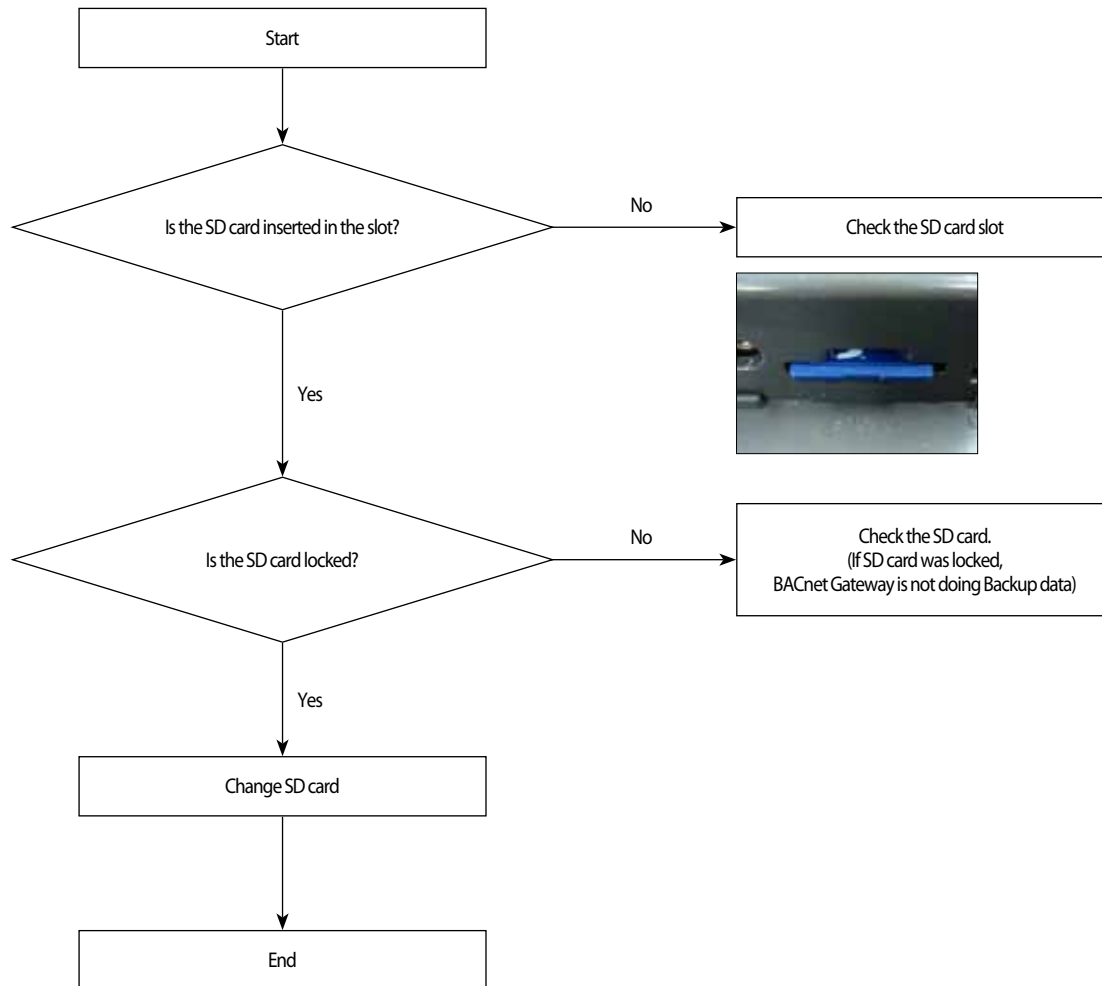 Start
Is the SD card inserted in the slot?
No
Check the SD card slot
Yes
Is the SD card locked?
No
Check the SD card.
(If SD card was locked,
BACnet Gateway is not doing Backup data)
Yes
Change SD card
End